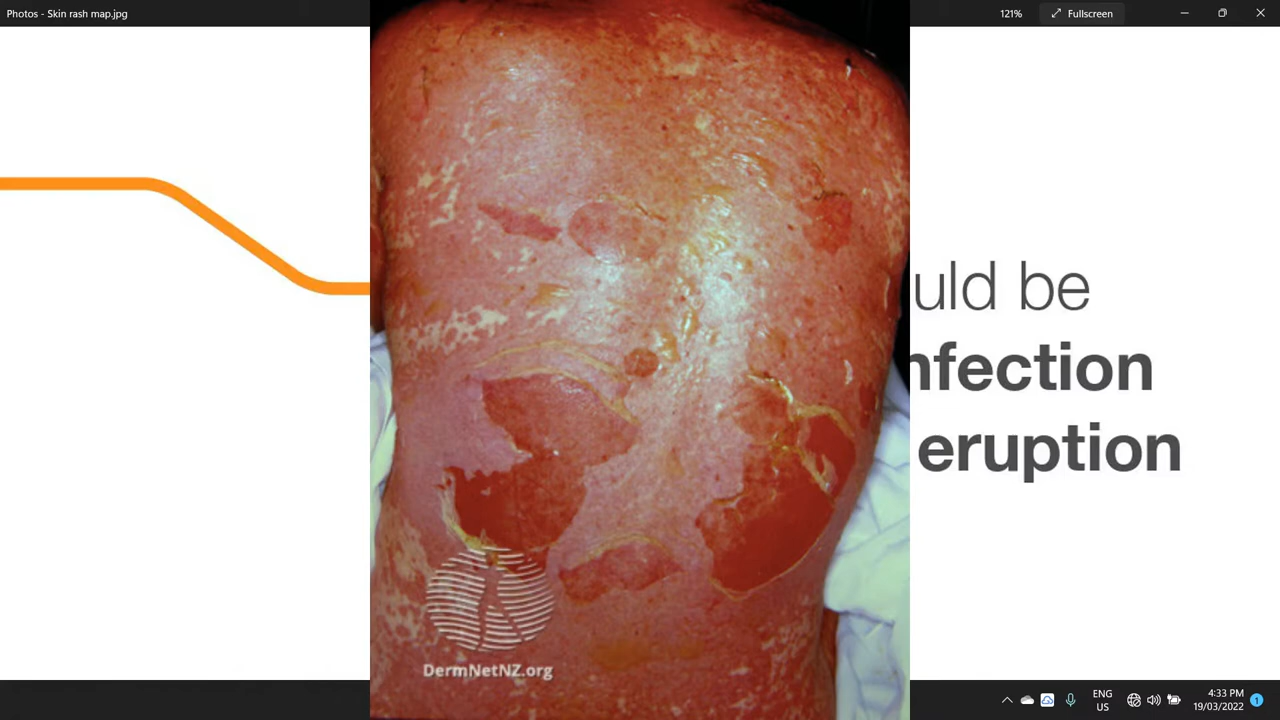 Photos - Skin rash map.jpg
121%
Fullscreen
uld be
nfection
eruption
DermNetNZ.org
ENG
US
4:33 PM
19/03/2022
1